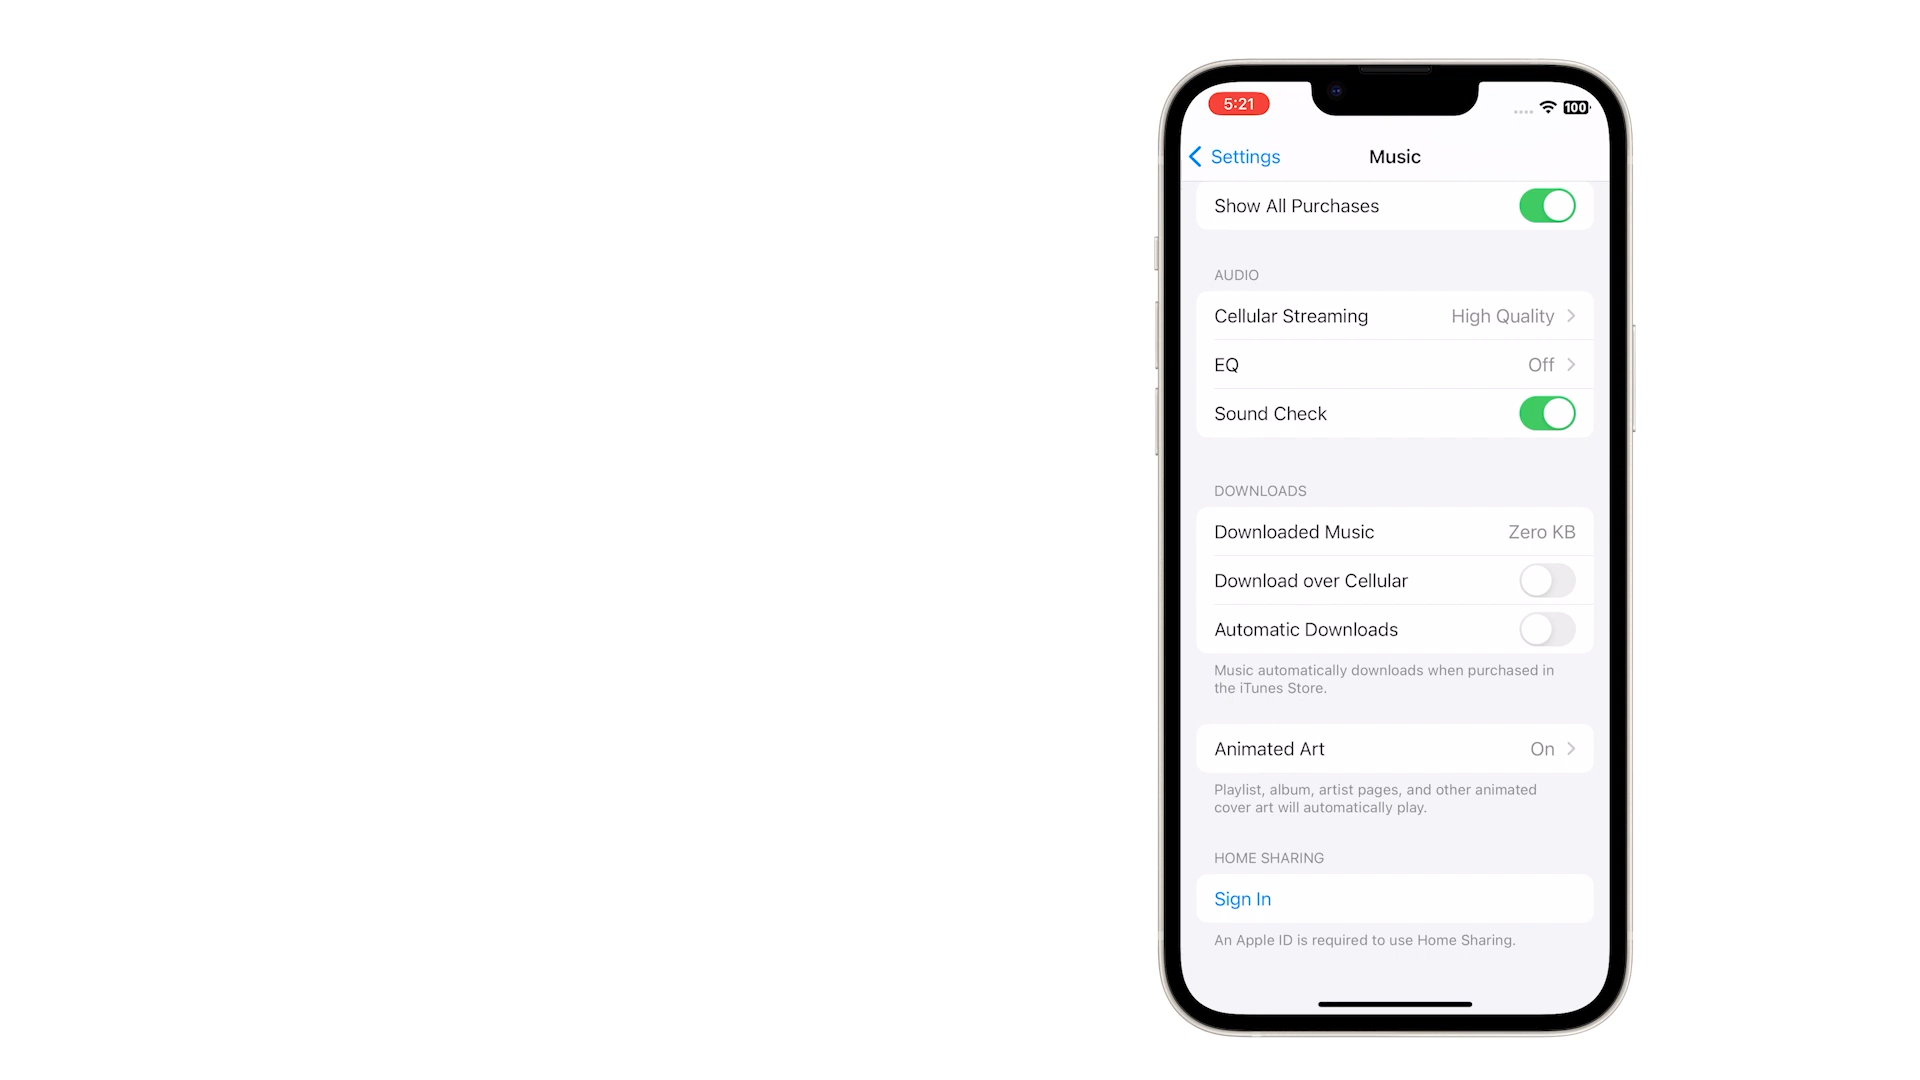 5:21
100
Settings
Music
Show All Purchases
AUDIO
Cellular Streaming High Quality
EQ Off
Sound Check
DOWNLOADS
Downloaded Music Zero KB
Download over Cellular
Automatic Downloads
Music automatically downloads when purchased in
the iTunes Store.
Animated Art On
Playlist, album, artist pages, and other animated
cover art will automatically play.
HOME SHARING
Sign In
An Apple ID is required to use Home Sharing.